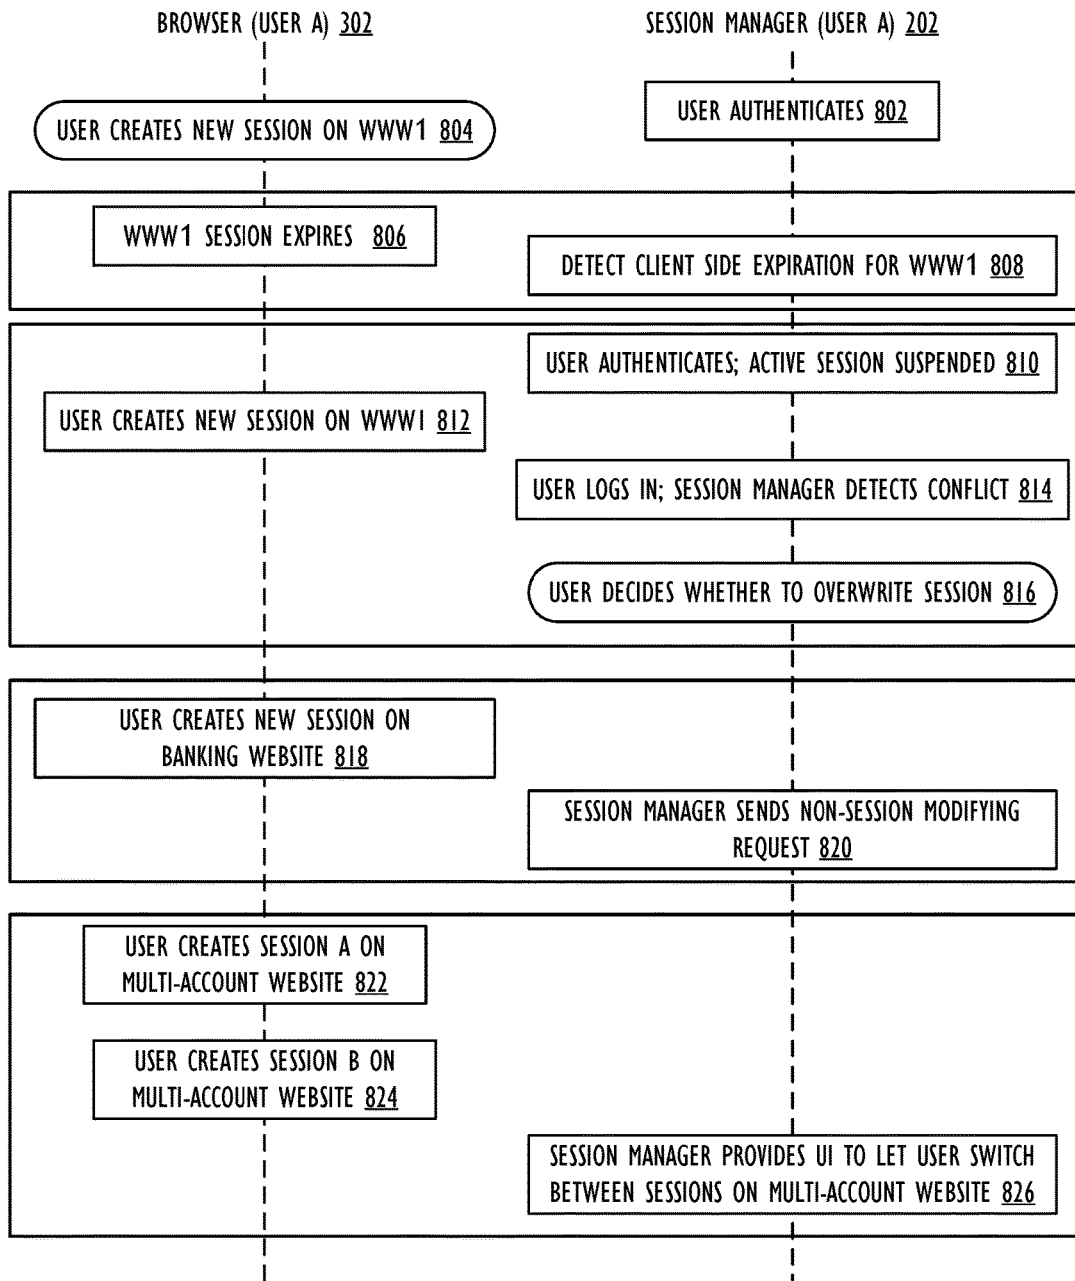 BROWSER (USER A) 302
SESSION MANAGER (USER A) 202
USER AUTHENTICATES 802
USER CREATES NEW SESSION ON WWW1 804
WWW1 SESSION EXPIRES 806
DETECT CLIENT SIDE EXPIRATION FOR WWW1 808
USER AUTHENTICATES; ACTIVE SESSION SUSPENDED 810
USER CREATES NEW SESSION ON WWW1 812
USER LOGS IN; SESSION MANAGER DETECTS CONFLICT 814
USER DECIDES WHETHER TO OVERWRITE SESSION 816
USER CREATES NEW SESSION ON
BANKING WEBSITE 818
SESSION MANAGER SENDS NON-SESSION MODIFYING
REQUEST 820
USER CREATES SESSION A ON
MULTI-ACCOUNT WEBSITE 822
USER CREATES SESSION B ON
MULTI-ACCOUNT WEBSITE 824
SESSION MANAGER PROVIDES UI TO LET USER SWITCH
BETWEEN SESSIONS ON MULTI-ACCOUNT WEBSITE 826